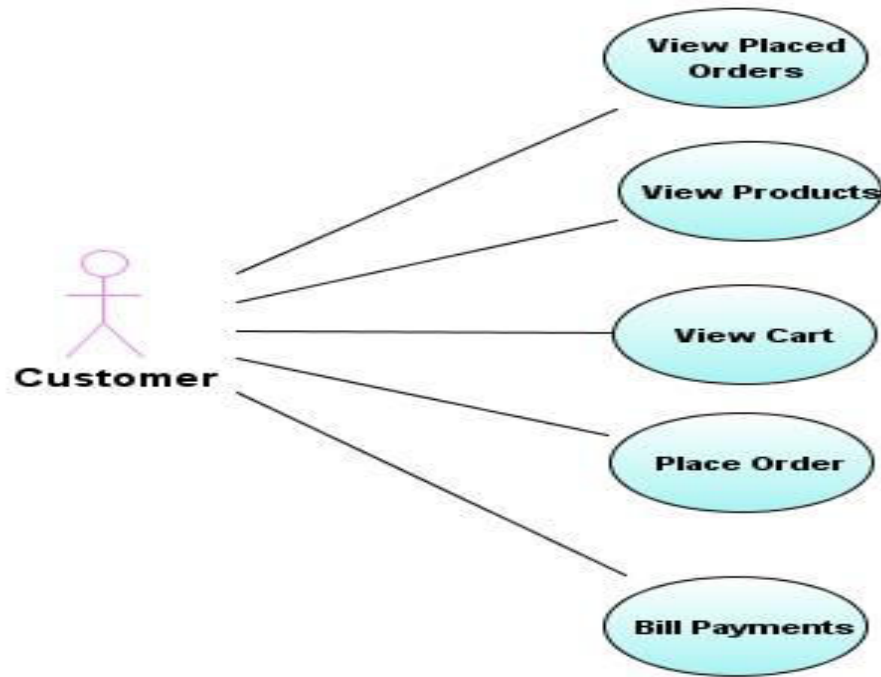 View Placed
Orders
View Products
View Cart
Customer
Place Order
Bill Payments